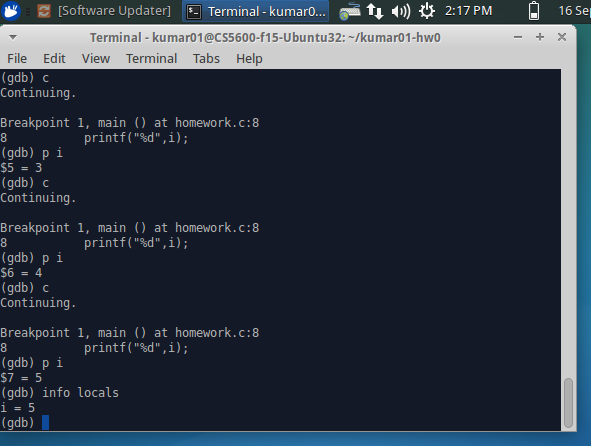 [Software Updater]
Terminal - kumar0...
2:17 PM
16 Sep
Terminal - kumar01@CS5600-f15-Ubuntu32: ~/kumar01-hw0
File Edit View Terminal Tabs Help
(gdb) c
Continuing.
Breakpoint 1, main () at homework.c:8
8 printf("%d",i);
(gdb) p i
$5 = 3
(gdb) c
Continuing.
Breakpoint 1, main () at homework.c:8
8 printf("%d",i);
(gdb) p i
$6 = 4
(gdb) c
Continuing.
Breakpoint 1, main () at homework.c:8
8 printf("%d",i);
(gdb) p i
$7 = 5
(gdb) info locals
i = 5
(gdb)